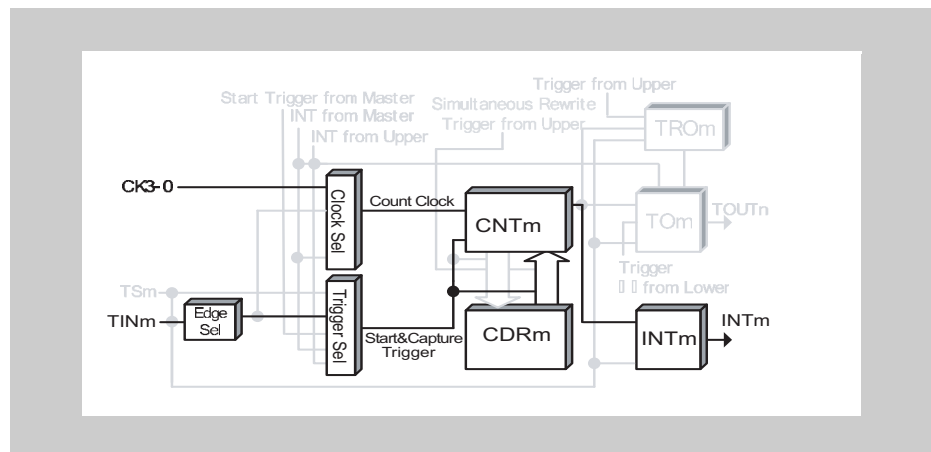 Trigger from Upper
Start Trigger from Master
INT from Master
INT from Upper
Simultaneous Rewrite
Trigger from Upper
TROm
CK3-0
Clock Sel
Count Clock
CNTm
TOm
TOUTn
Trigger
from Lower
TSm
TINm
Edge
Sel
Trigger Sel
Start&Capture
Trigger
CDRm
INTm
INTm